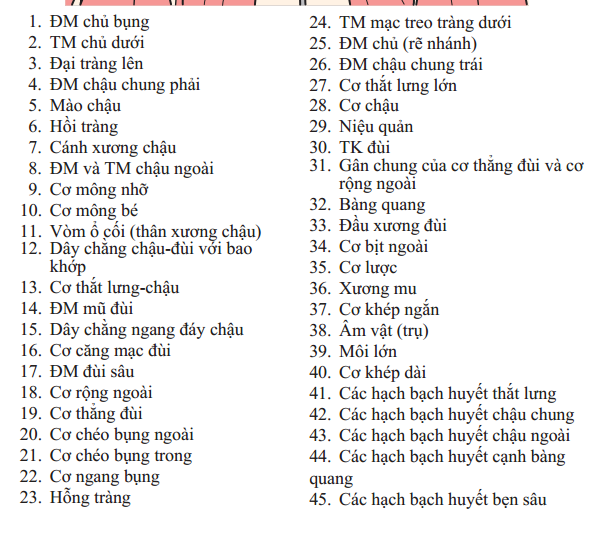 1. ĐM chủ bụng
2. TM chủ dưới
3. Đại tràng lên
4. ĐM chậu chung phải
5. Mào chậu
6. Hồi tràng
7. Cánh xương chậu
8. ĐM và TM chậu ngoài
9. Cơ mông nhỡ
10. Cơ mông bé
11. Vòm ổ cối (thân xương chậu)
12. Dây chằng chậu-đùi với bao
khớp
13. Cơ thắt lưng-chậu
14. ĐM mũ đùi
15. Dây chằng ngang đáy chậu
16. Cơ căng mạc đùi
17. ĐM đùi sâu
18. Cơ rộng ngoài
19. Cơ thẳng đùi
20. Cơ chéo bụng ngoài
21. Cơ chéo bụng trong
22. Cơ ngang bụng
23. Hỗng tràng
24. TM mạc treo tràng dưới
25. ĐM chủ (rẽ nhánh)
26. ĐM chậu chung trái
27. Cơ thắt lưng lớn
28. Cơ chậu
29. Niệu quản
30. TK đùi
31. Gân chung của cơ thẳng đùi và cơ
rộng ngoài
32. Bàng quang
33. Đầu xương đùi
34. Cơ bịt ngoài
35. Cơ lược
36. Xương mu
37. Cơ khép ngắn
38. Âm vật (trụ)
39. Môi lớn
40. Cơ khép dài
41. Các hạch bạch huyết thắt lưng
42. Các hạch bạch huyết chậu chung
43. Các hạch bạch huyết chậu ngoài
44. Các hạch bạch huyết cạnh bàng
quang
45. Các hạch bạch huyết bẹn sâu